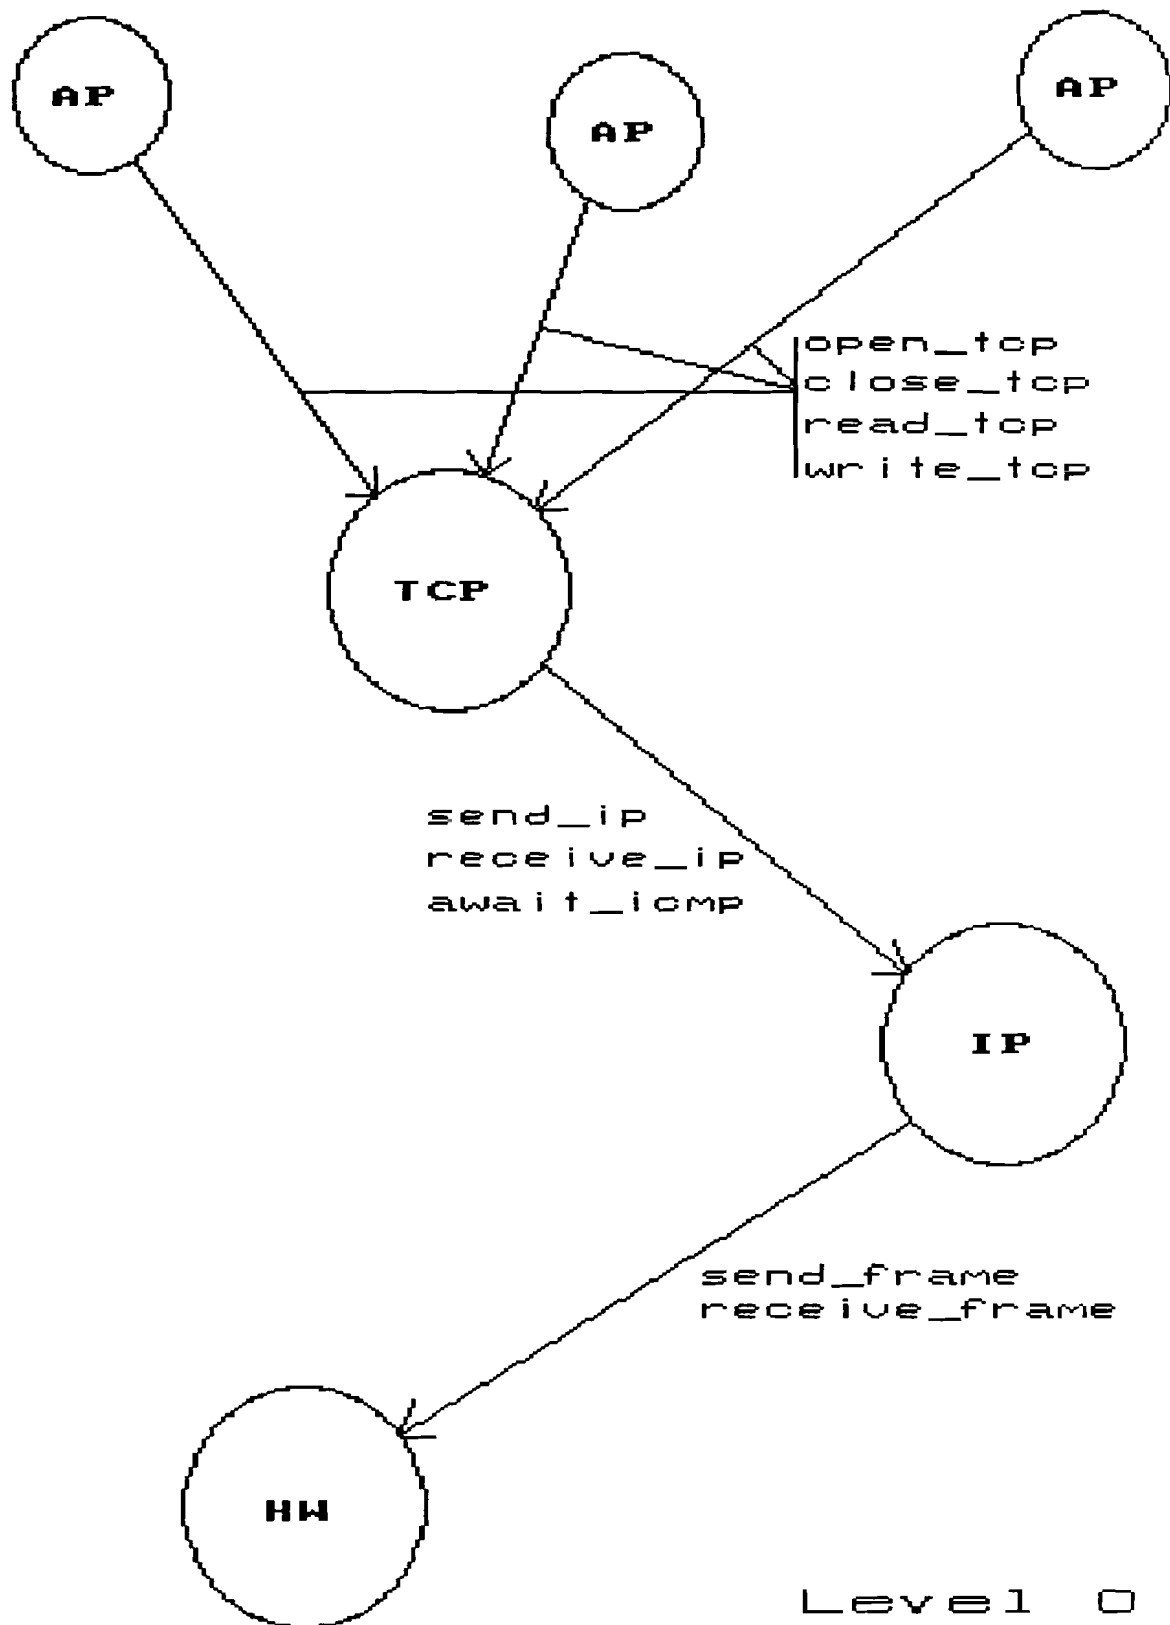 AP
AP
AP
open_tcp
close_tcp
read_tcp
write_tcp
TCP
send_ip
receive_ip
await_icmp
IP
send_frame
receive_frame
HW
Level 0